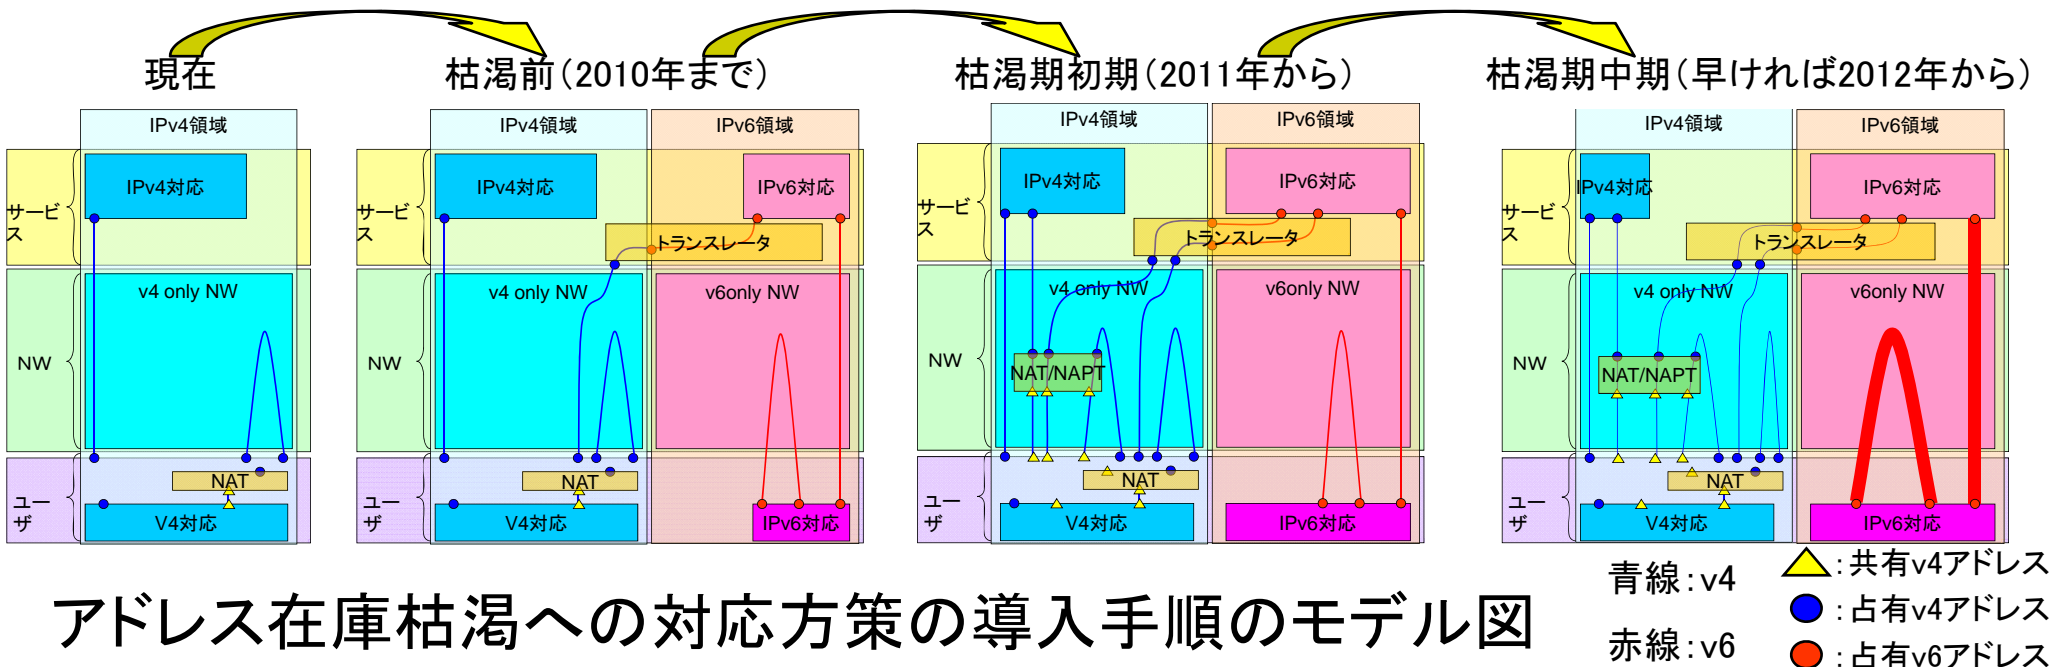 現在
IPv4領域
IPv4対応
サービ
ス
v4 only NW
NW
NAT
ユー
ザ
V4対応
枯渇前（2010年まで）
IPv4領域
IPv6領域
IPv4対応
IPv6対応
サービ
ス
トランスレータ
v4 only NW
v6only NW
NW
NAT
ユー
ザ
V4対応
IPv6対応
枯渇期初期（2011年から）
IPv4領域
IPv6領域
IPv4対応
IPv6対応
サービ
ス
トランスレータ
v4 only NW
v6only NW
NW
NAT/NAPT
NAT
ユー
ザ
V4対応
IPv6対応
枯渇期中期（早ければ2012年から）
IPv4領域
IPv6領域
IPv4対応
IPv6対応
サービ
ス
トランスレータ
v4 only NW
v6only NW
NW
NAT/NAPT
NAT
ユー
ザ
V4対応
IPv6対応
アドレス在庫枯渇への対応方策の導入手順のモデル図
青線：v4
赤線：v6
：共有v4アドレス
：占有v4アドレス
：占有v6アドレス